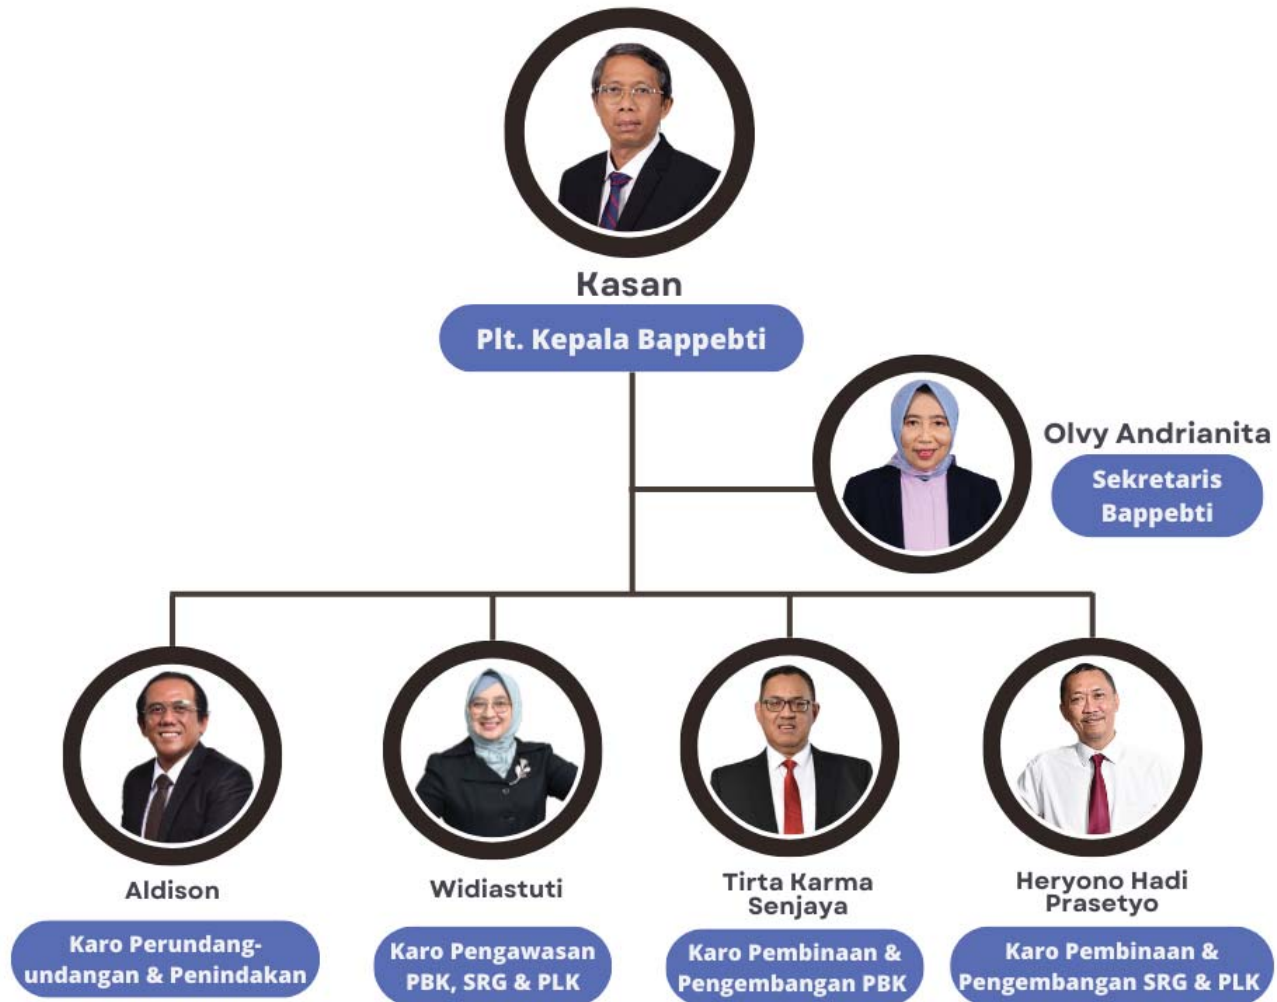 Kasan
Plt. Kepala Bappebti
Olvy Andrianita
Sekretaris
Bappebti
Aldison
Karo Perundang-
undangan & Penindakan
Widiastuti
Karo Pengawasan
PBK, SRG & PLK
Tirta Karma
Senjaya
Karo Pembinaan &
Pengembangan PBK
Heryono Hadi
Prasetyo
Karo Pembinaan &
Pengembangan SRG & PLK